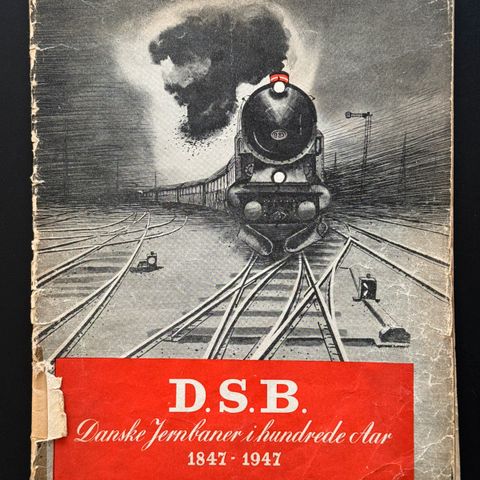 D.S.B.
Danske Jernbaner i hundrede Aar
1847 - 1947